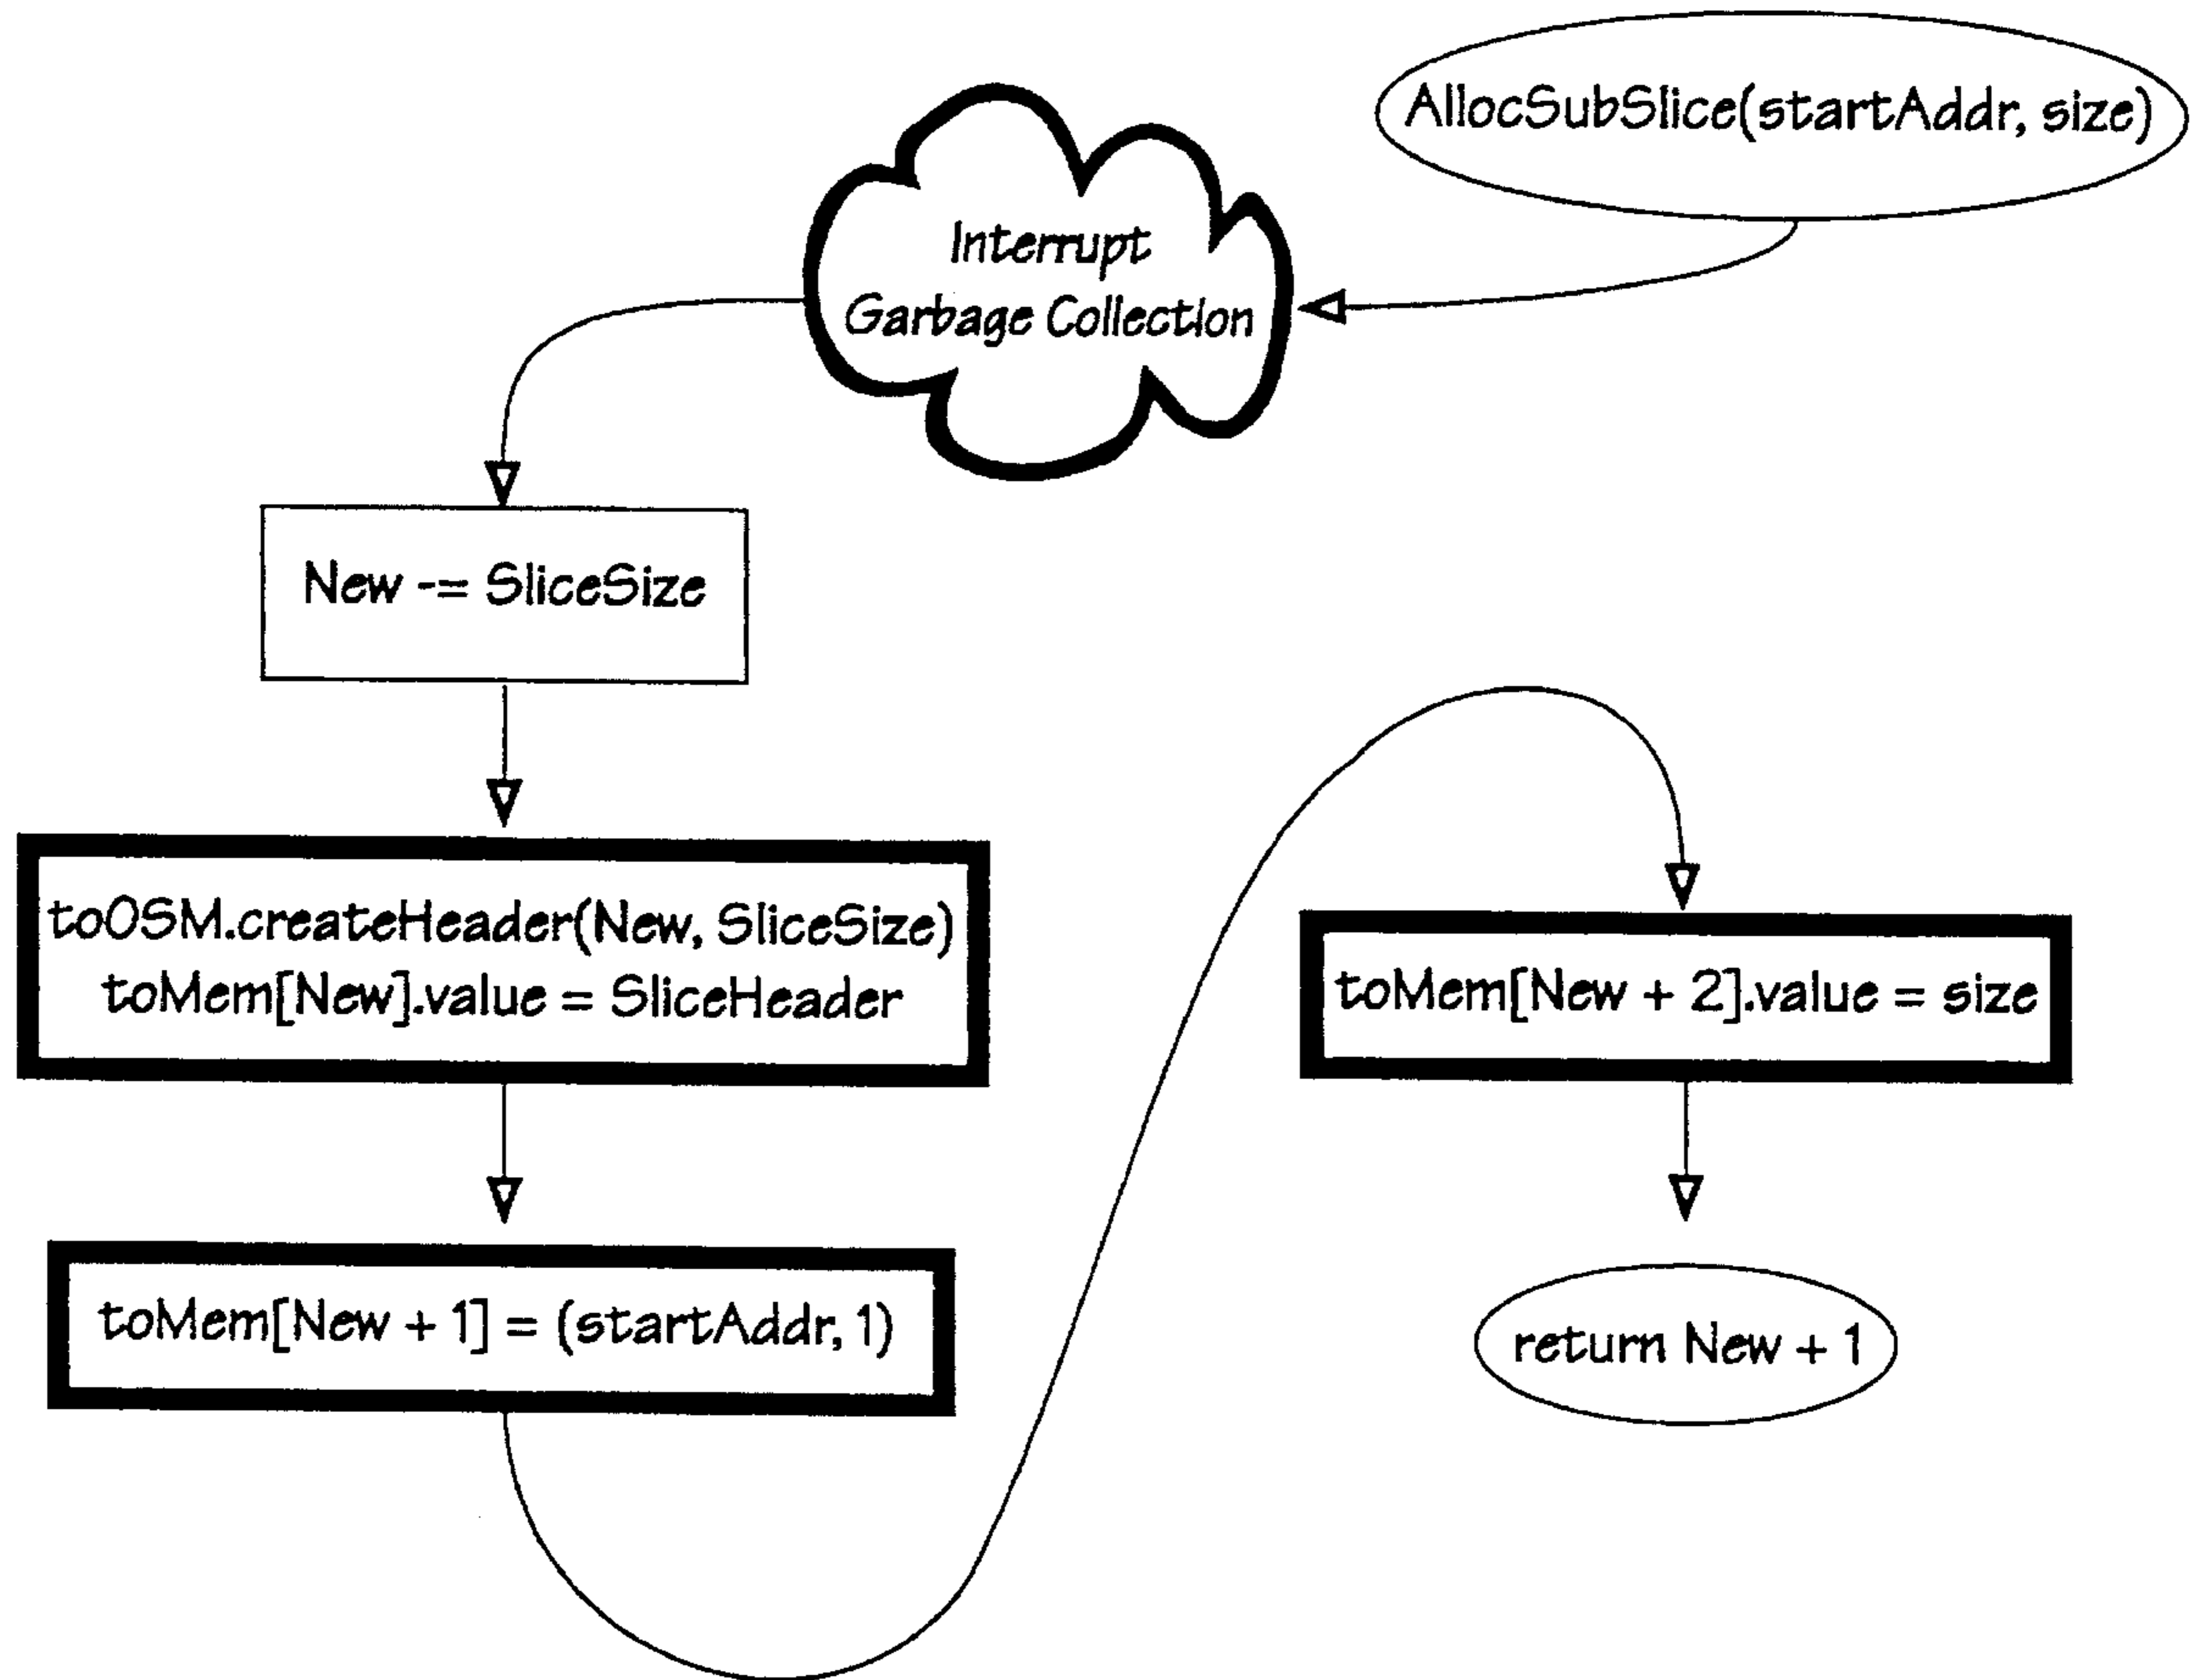 AllocSubSlice(startAddr, size)
Interrupt
Garbage Collection
New -= SliceSize
toOSM.createHeader(New, SliceSize)
toMem[New].value = SliceHeader
toMem[New + 1] = (startAddr, 1)
toMem[New + 2].value = size
return New + 1